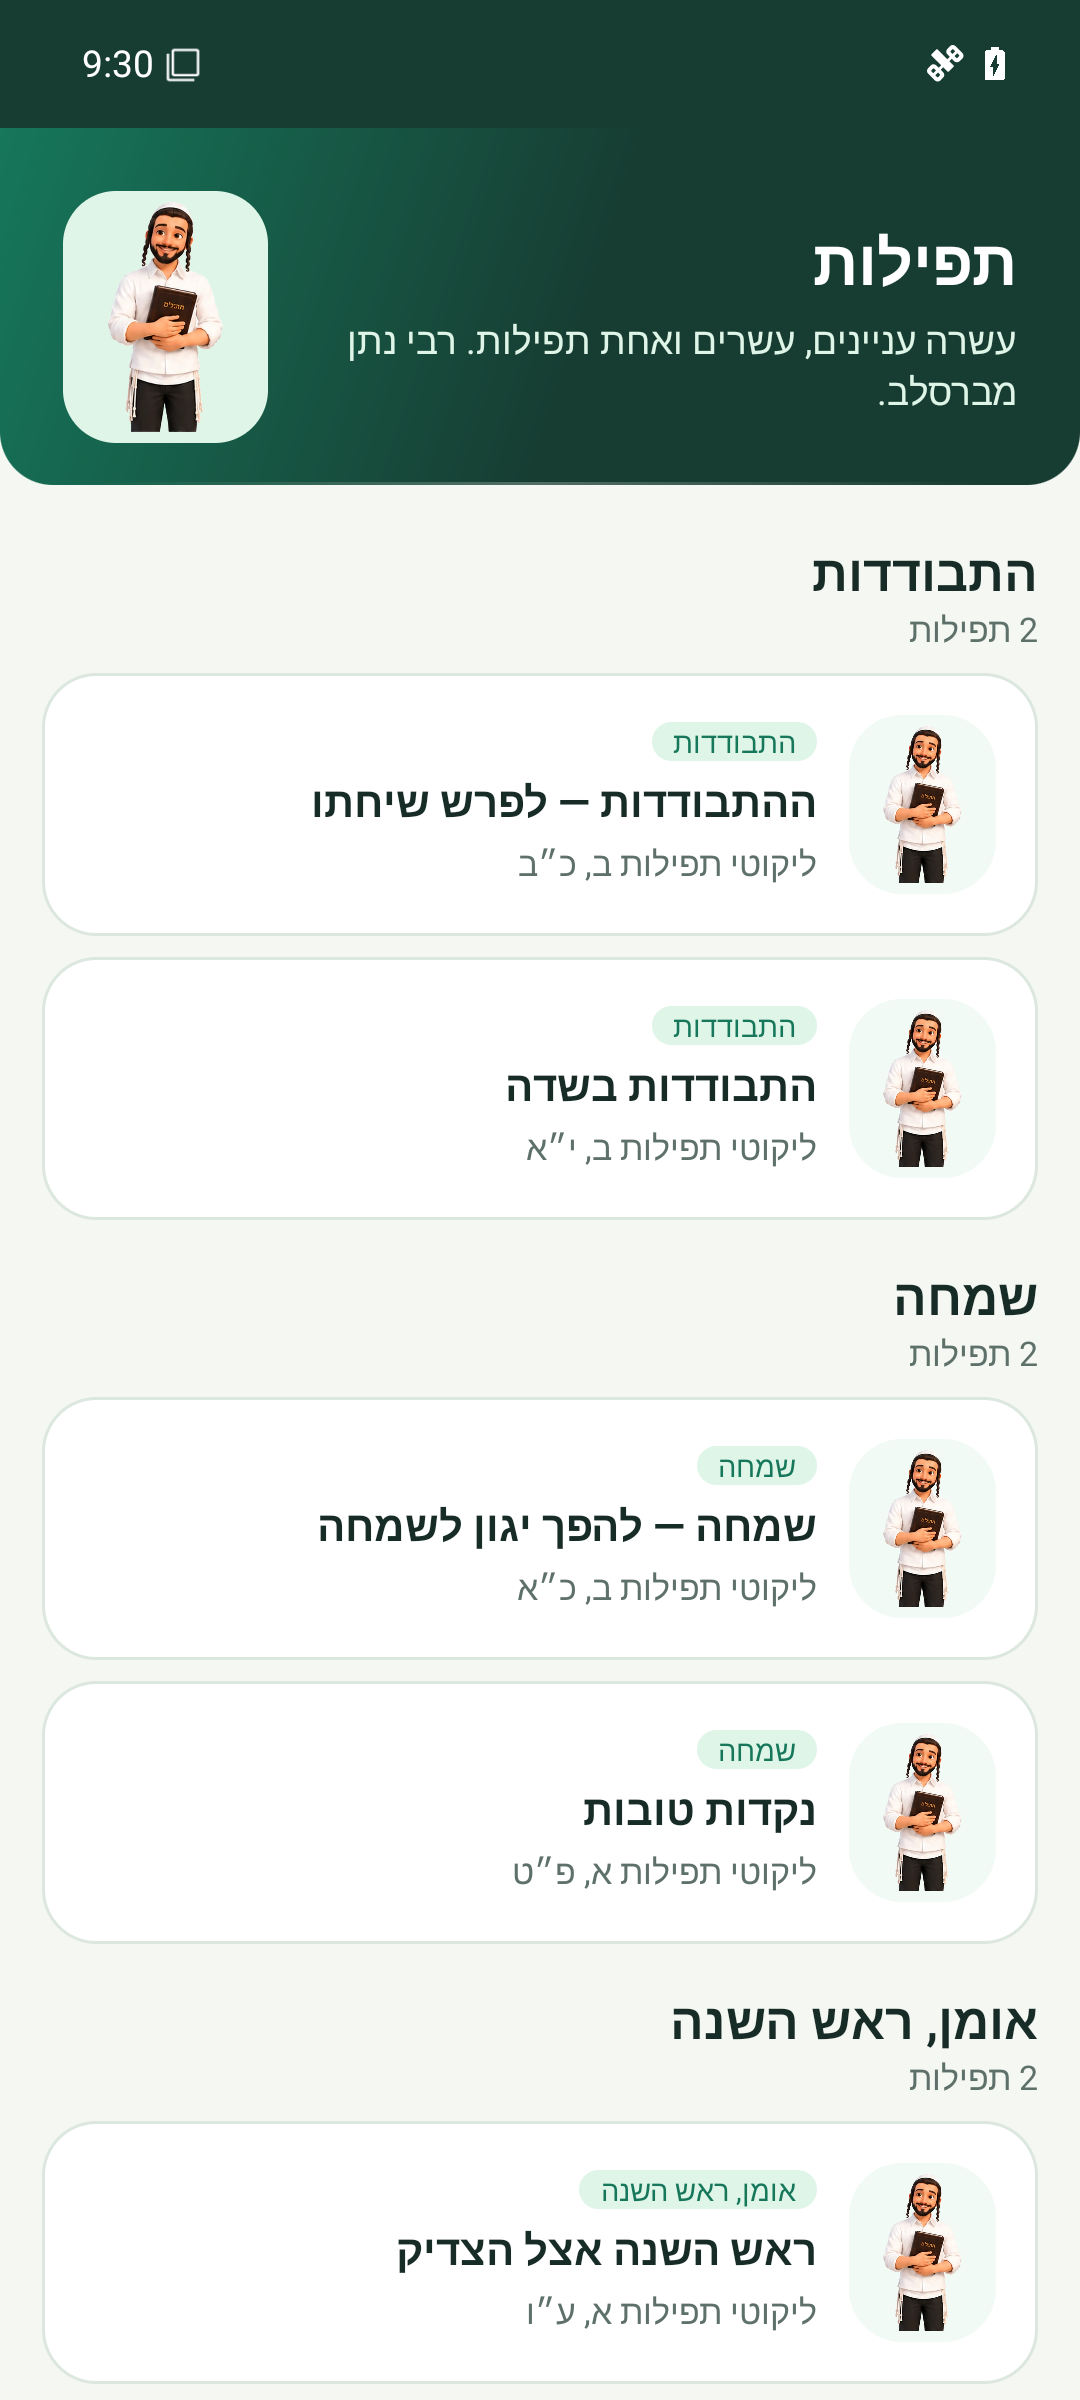 9:30
תפילות
עשרה עניינים, עשרים ואחת תפילות. רבי נתן
מברסלב.
התבודדות
2 תפילות
התבודדות
ההתבודדות – לפרש שיחתו
ליקוטי תפילות ב, כ״ב
התבודדות
התבודדות בשדה
ליקוטי תפילות ב, י״א
שמחה
2 תפילות
שמחה
שמחה – להפך יגון לשמחה
ליקוטי תפילות ב, כ״א
שמחה
נקדות טובות
ליקוטי תפילות א, פ״ט
אומן, ראש השנה
2 תפילות
אומן, ראש השנה
ראש השנה אצל הצדיק
ליקוטי תפילות א, ע״ו